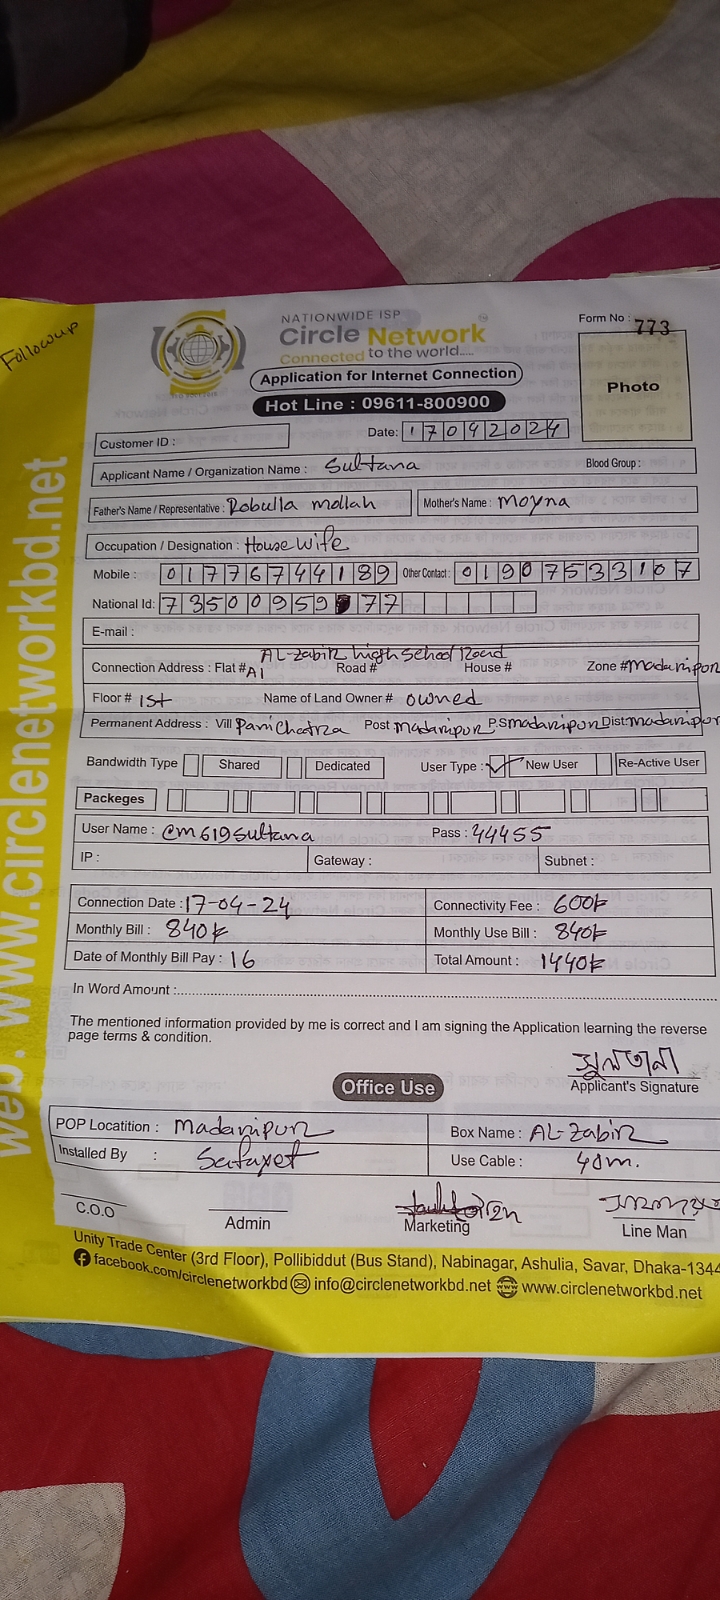 Followup
NATIONWIDE ISP
Circle Network
Connected to the world.....
Form No : 773
Application for Internet Connection
Photo
Hot Line : 09611-800900
Customer ID :
Date: 17042024
Applicant Name / Organization Name : Sultana Blood Group :
Father's Name / Representative : Robulla mollah Mother's Name : Moyna
Occupation / Designation : House wife
Mobile : 01776744189 Other Contact : 01907533107
National Id: 7350095977
E-mail :
AL-Zabir high School Road
Connection Address : Flat # A1 Road # House # Zone # Madaripur
Floor # 1st Name of Land Owner # owned
Permanent Address : Vill Panichatra Post Madaripur P.S madaripur Dist madaripur
Bandwidth Type Shared Dedicated User Type : New User Re-Active User
Packeges
User Name : @m619sultana Pass : 44455
IP : Gateway : Subnet :
Connection Date : 17-04-24 Connectivity Fee : 600/-
Monthly Bill : 840/- Monthly Use Bill : 840/-
Date of Monthly Bill Pay : 16 Total Amount : 1440/-
In Word Amount :
The mentioned information provided by me is correct and I am signing the Application learning the reverse
page terms & condition.
সুলতানা
Applicant's Signature
Office Use
POP Locatition : Madaripur Box Name : AL-Zabir
Installed By : Safayet Use Cable : 40m.
C.O.O Admin Marketing Line Man
Unity Trade Center (3rd Floor), Pollibiddut (Bus Stand), Nabinagar, Ashulia, Savar, Dhaka-1344
facebook.com/circlenetworkbd info@circlenetworkbd.net www.circlenetworkbd.net
web. www.circlenetworkbd.net